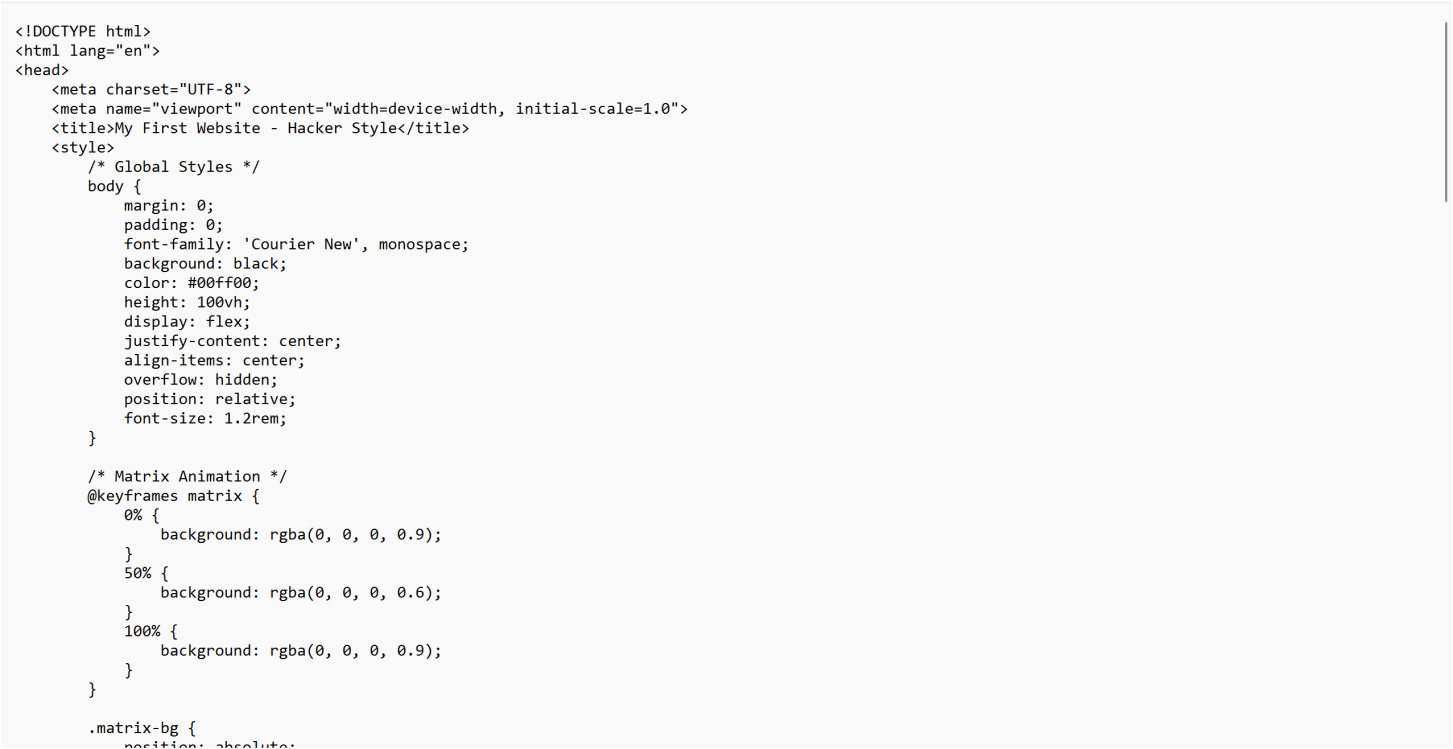 <!DOCTYPE html>
<html lang="en">
<head>
    <meta charset="UTF-8">
    <meta name="viewport" content="width=device-width, initial-scale=1.0">
    <title>My First Website - Hacker Style</title>
    <style>
        /* Global Styles */
        body {
            margin: 0;
            padding: 0;
            font-family: 'Courier New', monospace;
            background: black;
            color: #00ff00;
            height: 100vh;
            display: flex;
            justify-content: center;
            align-items: center;
            overflow: hidden;
            position: relative;
            font-size: 1.2rem;
        }

        /* Matrix Animation */
        @keyframes matrix {
            0% {
                background: rgba(0, 0, 0, 0.9);
            }
            50% {
                background: rgba(0, 0, 0, 0.6);
            }
            100% {
                background: rgba(0, 0, 0, 0.9);
            }
        }

        .matrix-bg {
            position: absolute;